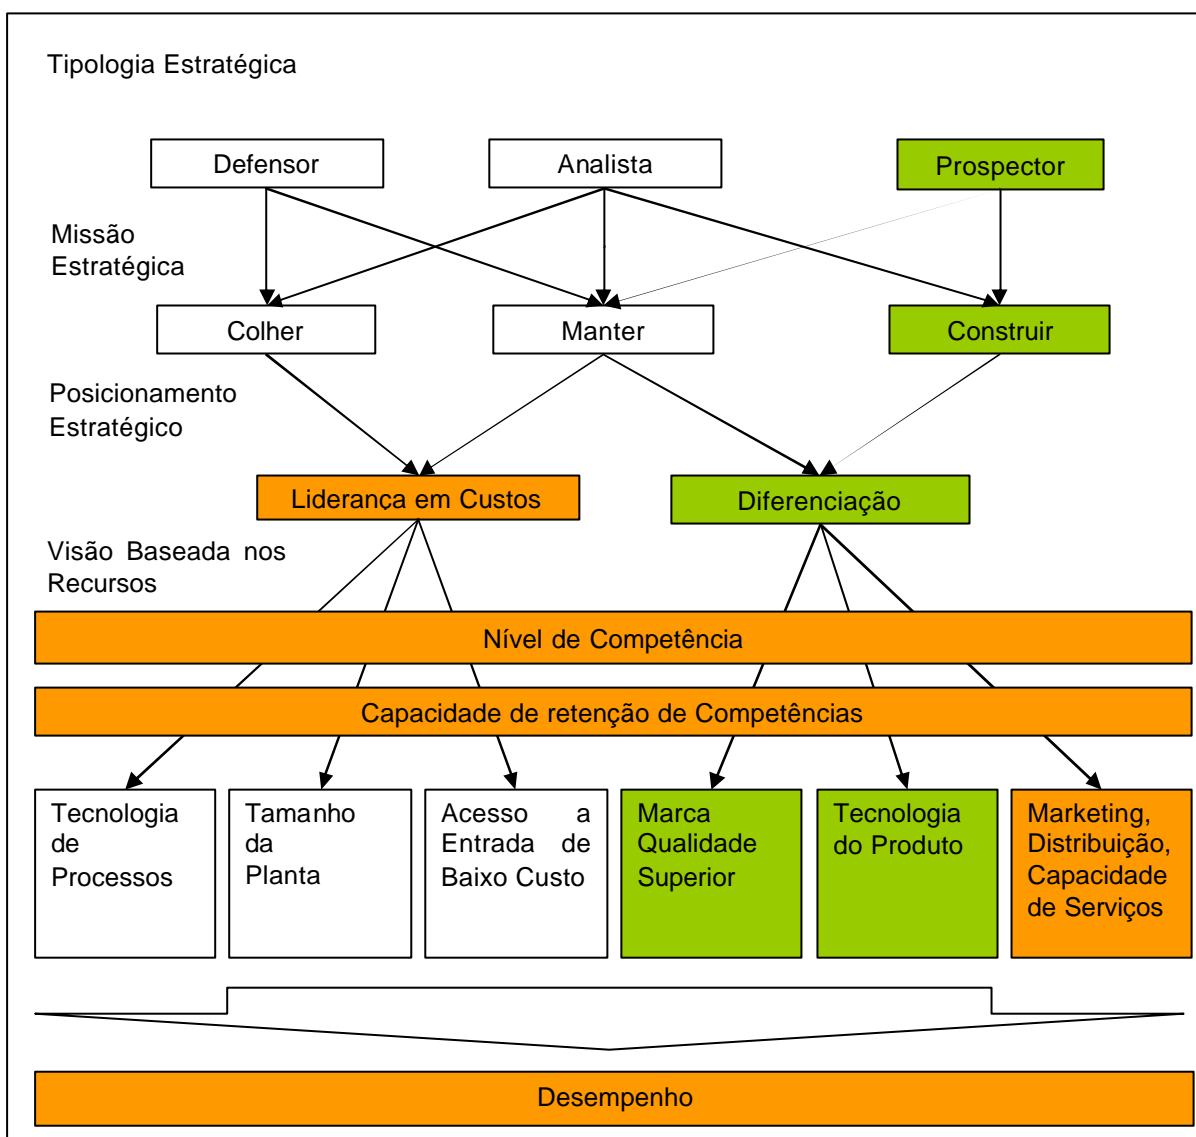 Tipologia Estratégica
Defensor
Analista
Prospector
Missão
Estratégica
Colher
Manter
Construir
Posicionamento
Estratégico
Liderança em Custos
Diferenciação
Visão Baseada nos
Recursos
Nível de Competência
Capacidade de retenção de Competências
Tecnologia
de
Processos
Tamanho
da
Planta
Acesso a
Entrada de
Baixo Custo
Marca
Qualidade
Superior
Tecnologia
do Produto
Marketing,
Distribuição,
Capacidade
de Serviços
Desempenho